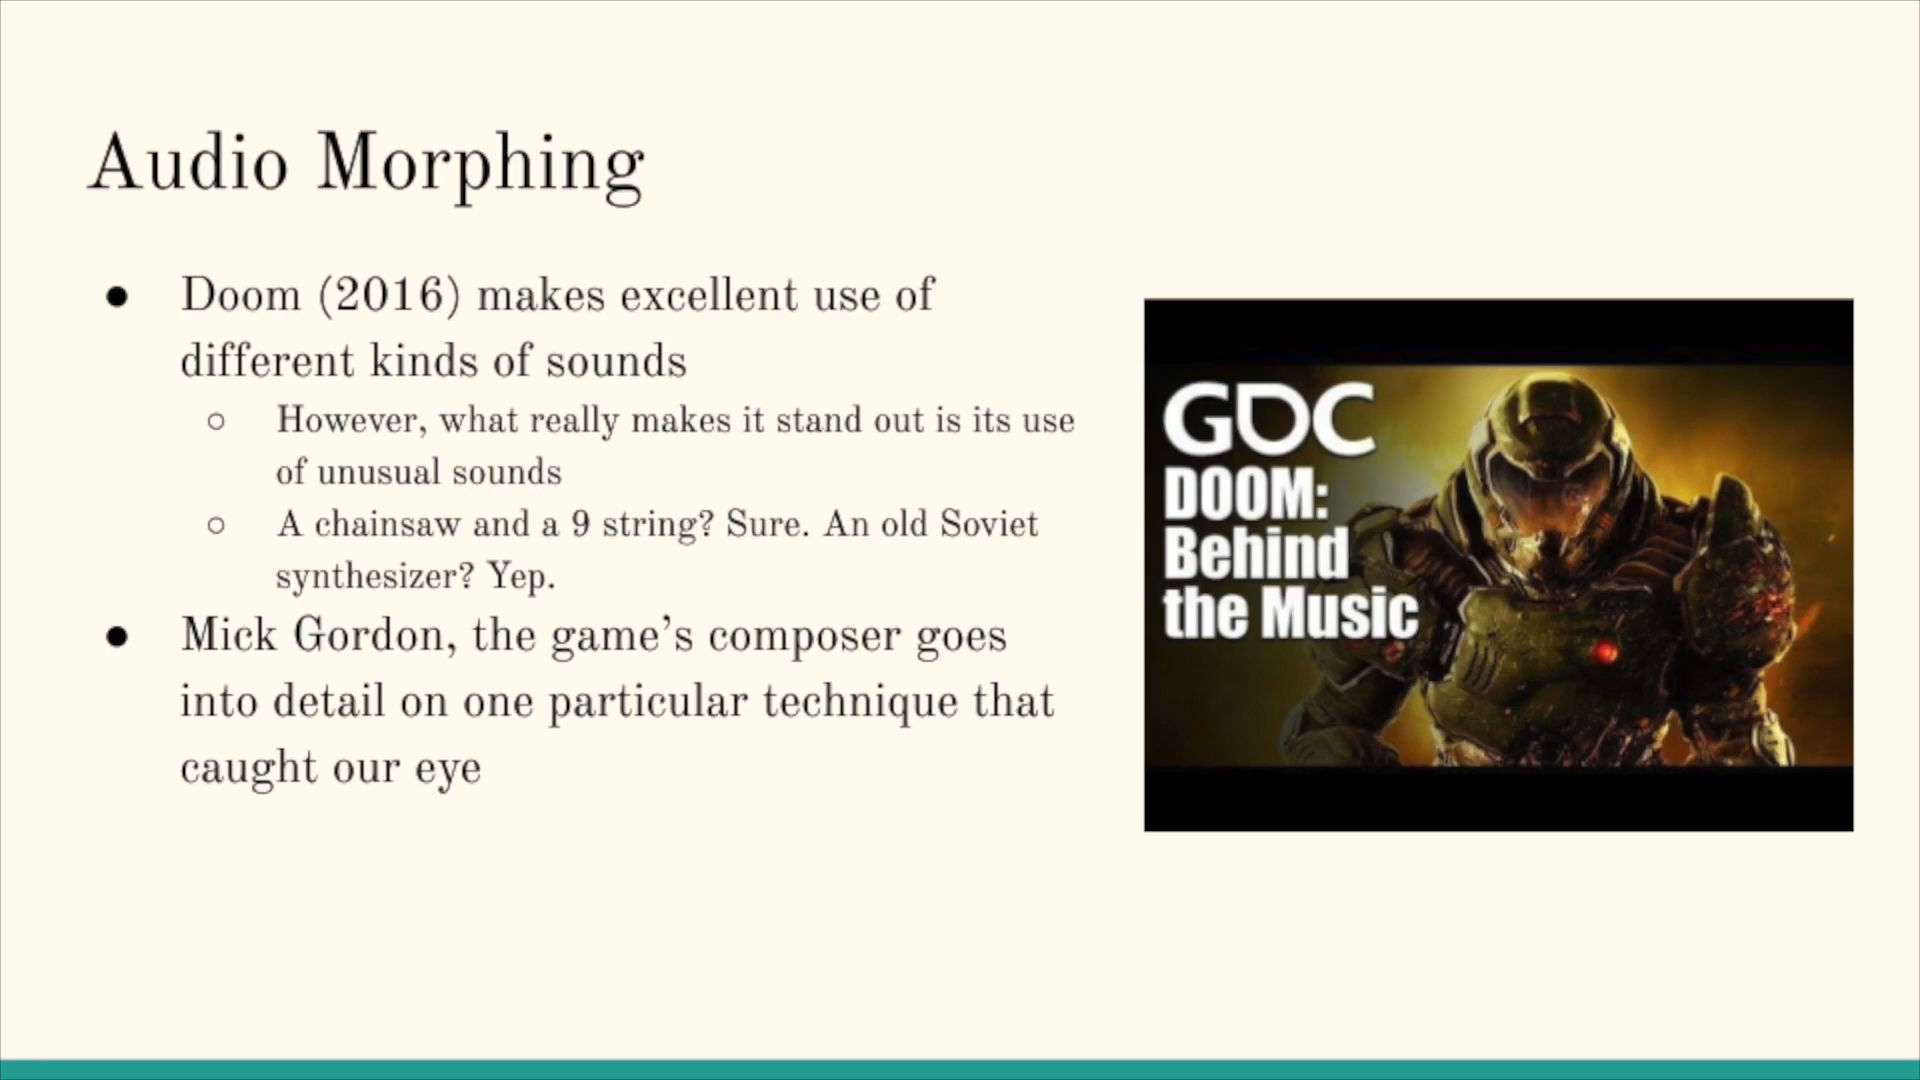 Audio Morphing
● Doom (2016) makes excellent use of
different kinds of sounds
○ However, what really makes it stand out is its use
of unusual sounds
○ A chainsaw and a 9 string? Sure. An old Soviet
synthesizer? Yep.
● Mick Gordon, the game’s composer goes
into detail on one particular technique that
caught our eye
GDC
DOOM:
Behind
the Music